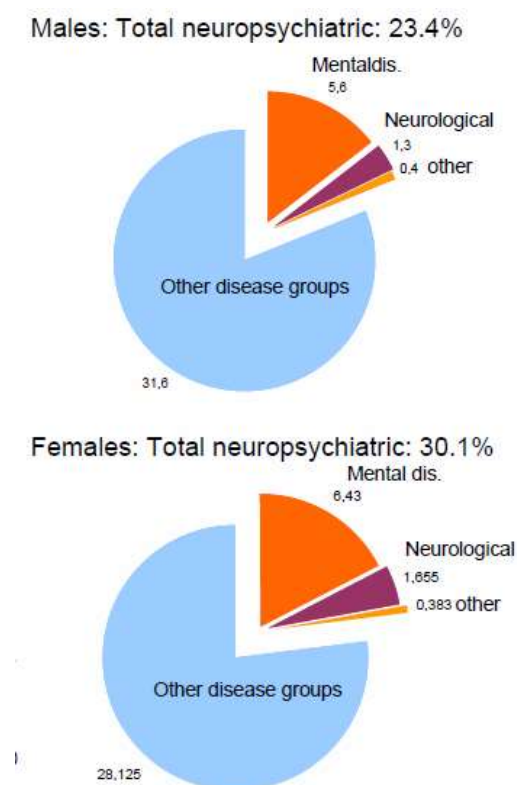 Males: Total neuropsychiatric: 23.4%
Mentaldis.
5,6
Neurological
1,3
0,4 other
Other disease groups
31,6
Females: Total neuropsychiatric: 30.1%
Mental dis.
6,43
Neurological
1,655
0,383 other
Other disease groups
28,125